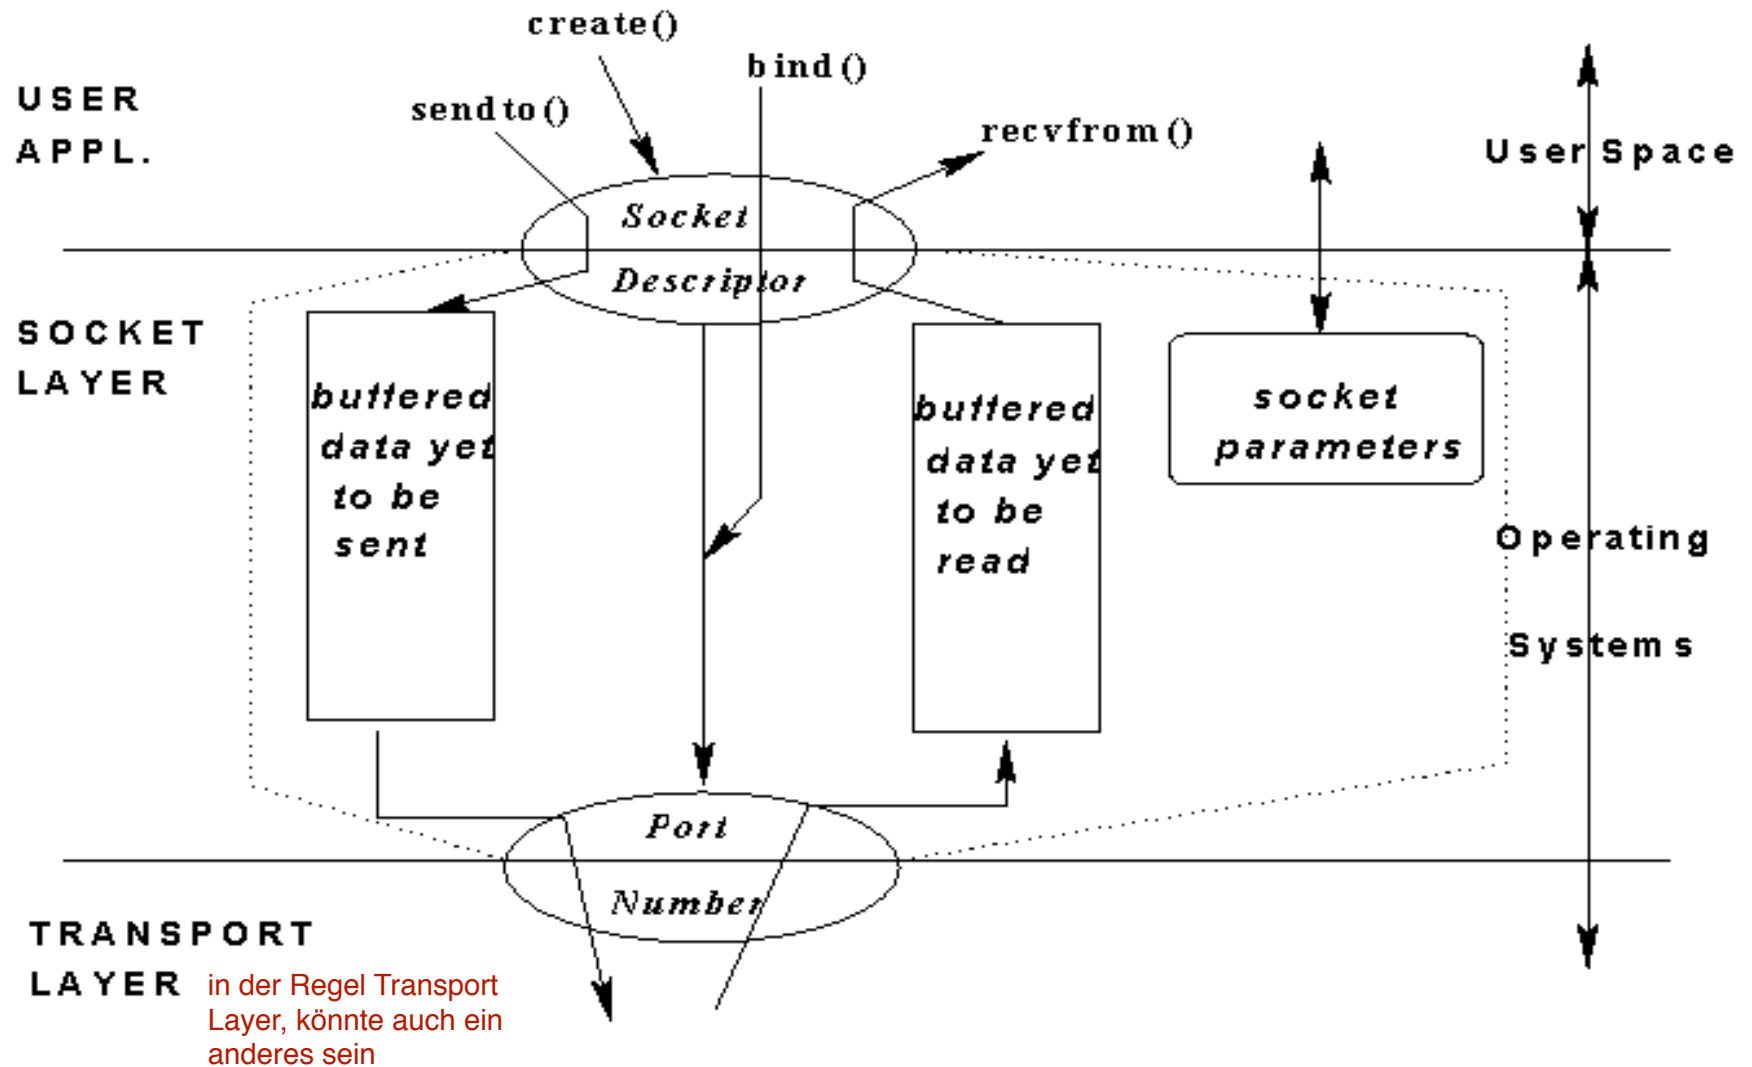 create()
bind()
sendto()
recvfrom()
USER
APPL.
User Space
Socket
Descriptor
SOCKET
LAYER
buffered
data yet
to be
sent
buffered
data yet
to be
read
socket
parameters
Operating
Systems
Port
Number
TRANSPORT
LAYER
in der Regel Transport
Layer, könnte auch ein
anderes sein